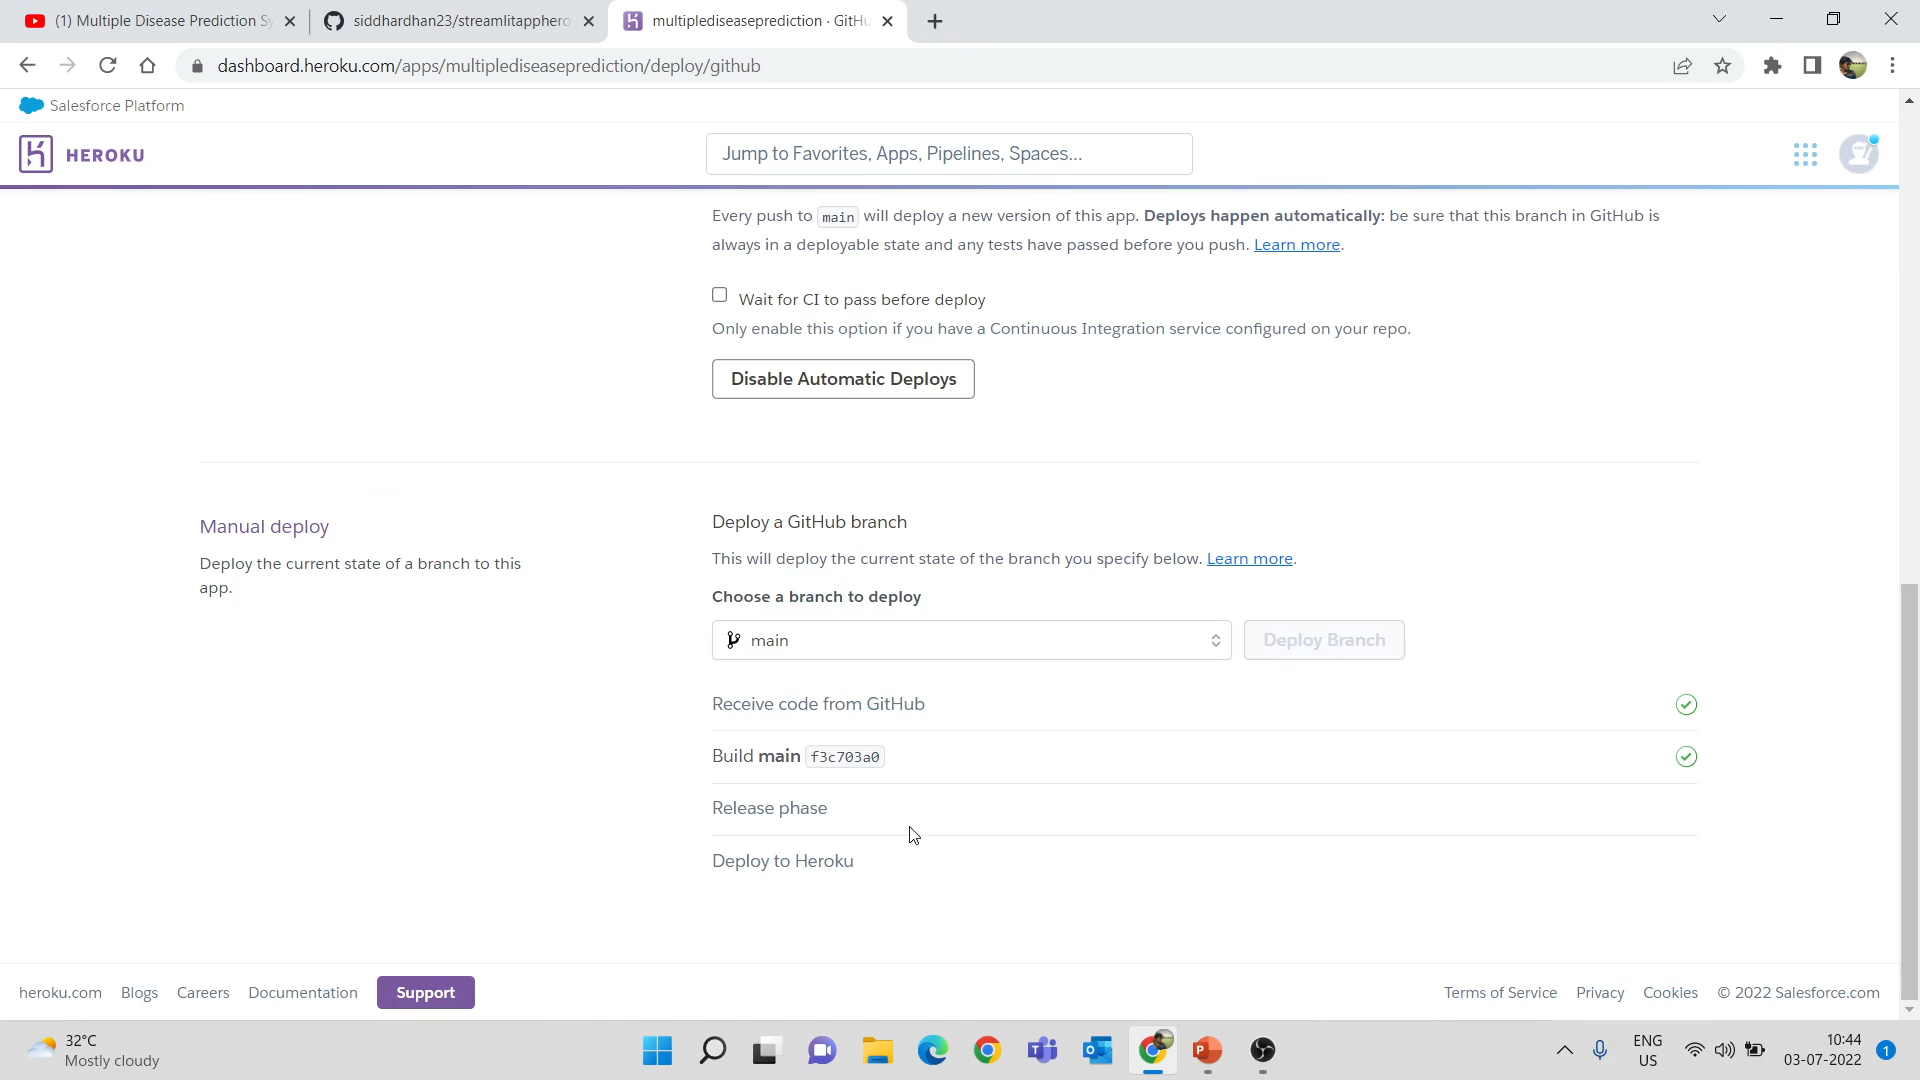 (1) Multiple Disease Prediction Sy
siddhardhan23/streamlitapphero
multiplediseaseprediction · GitHu
dashboard.heroku.com/apps/multiplediseaseprediction/deploy/github
Salesforce Platform
HEROKU
Jump to Favorites, Apps, Pipelines, Spaces...
Every push to main will deploy a new version of this app. Deploys happen automatically: be sure that this branch in GitHub is
always in a deployable state and any tests have passed before you push. Learn more.
Wait for CI to pass before deploy
Only enable this option if you have a Continuous Integration service configured on your repo.
Disable Automatic Deploys
Manual deploy
Deploy the current state of a branch to this
app.
Deploy a GitHub branch
This will deploy the current state of the branch you specify below. Learn more.
Choose a branch to deploy
main
Deploy Branch
Receive code from GitHub
Build main f3c703a0
Release phase
Deploy to Heroku
heroku.com Blogs Careers Documentation Support
Terms of Service Privacy Cookies © 2022 Salesforce.com
32°C
Mostly cloudy
ENG
US
10:44
03-07-2022
1